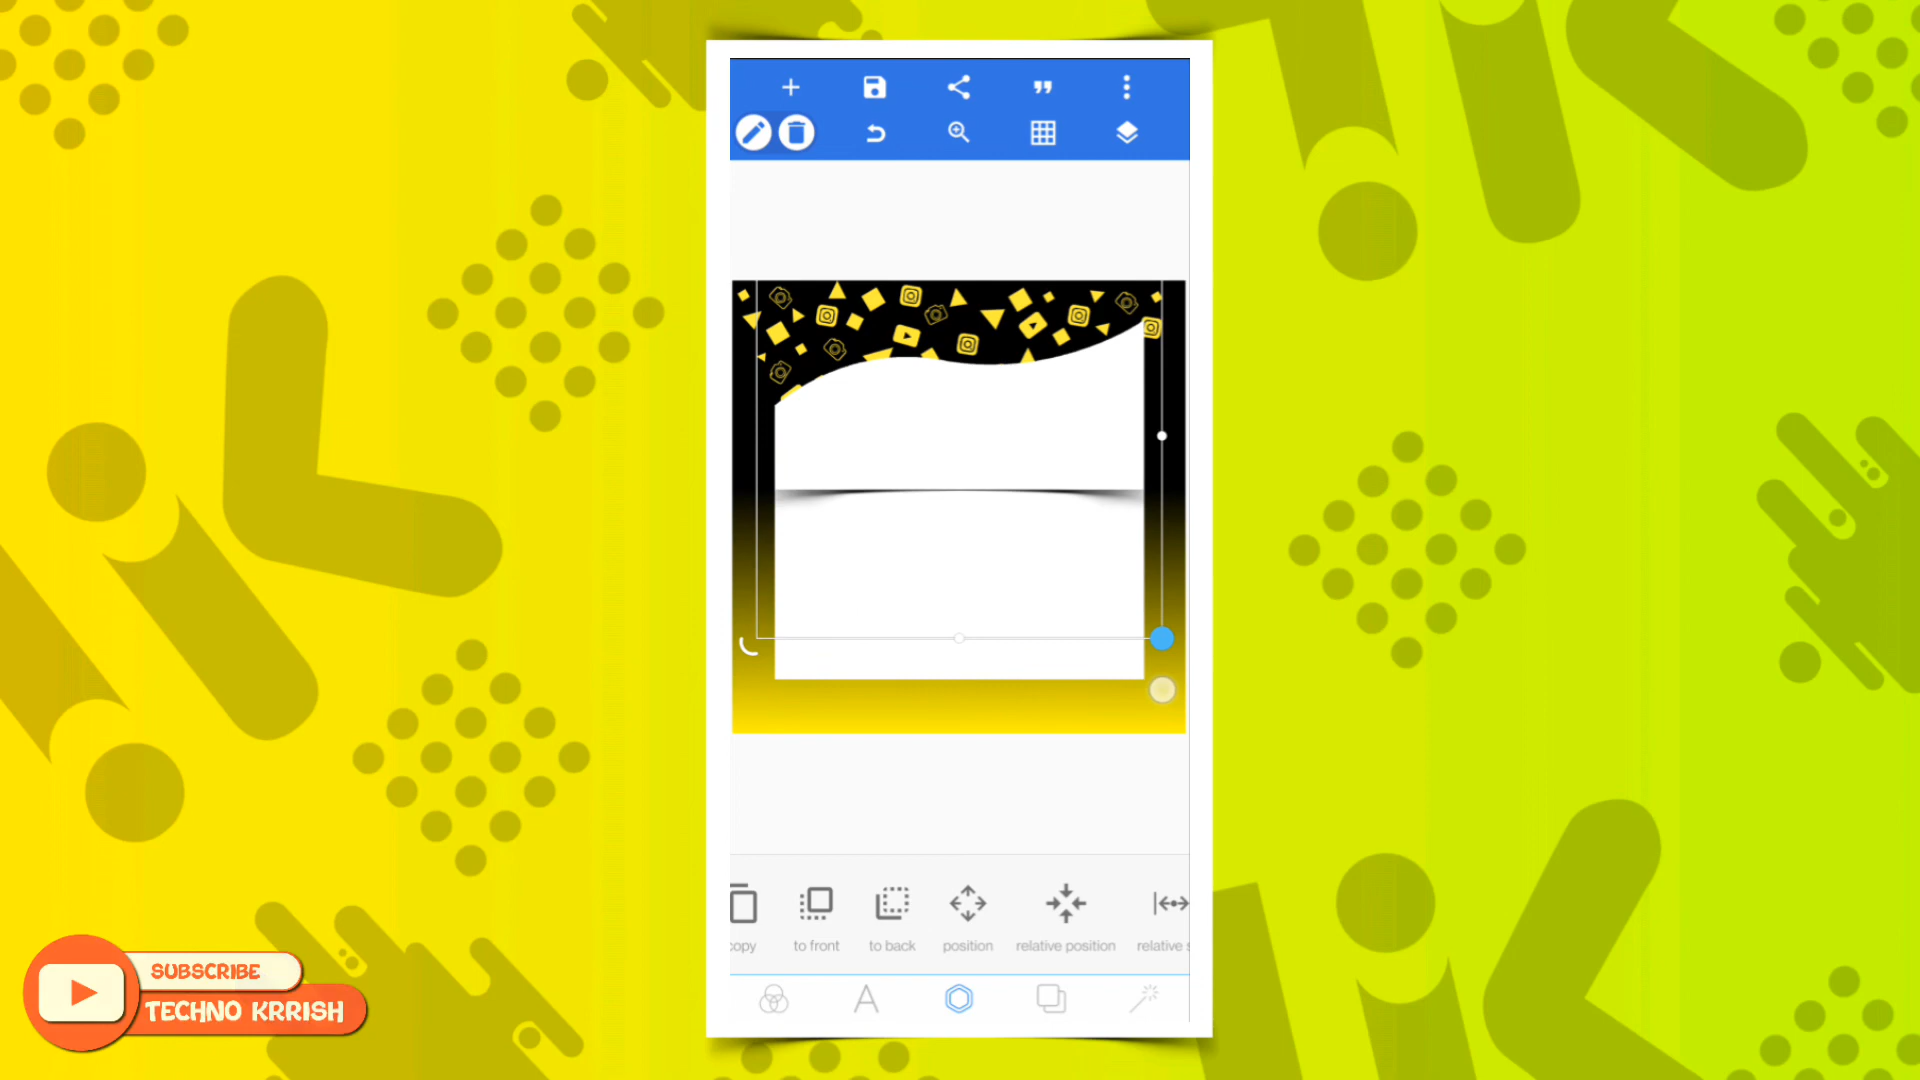 copy
to front
to back
position
relative position
relative s
SUBSCRIBE
TECHNO KRRISH